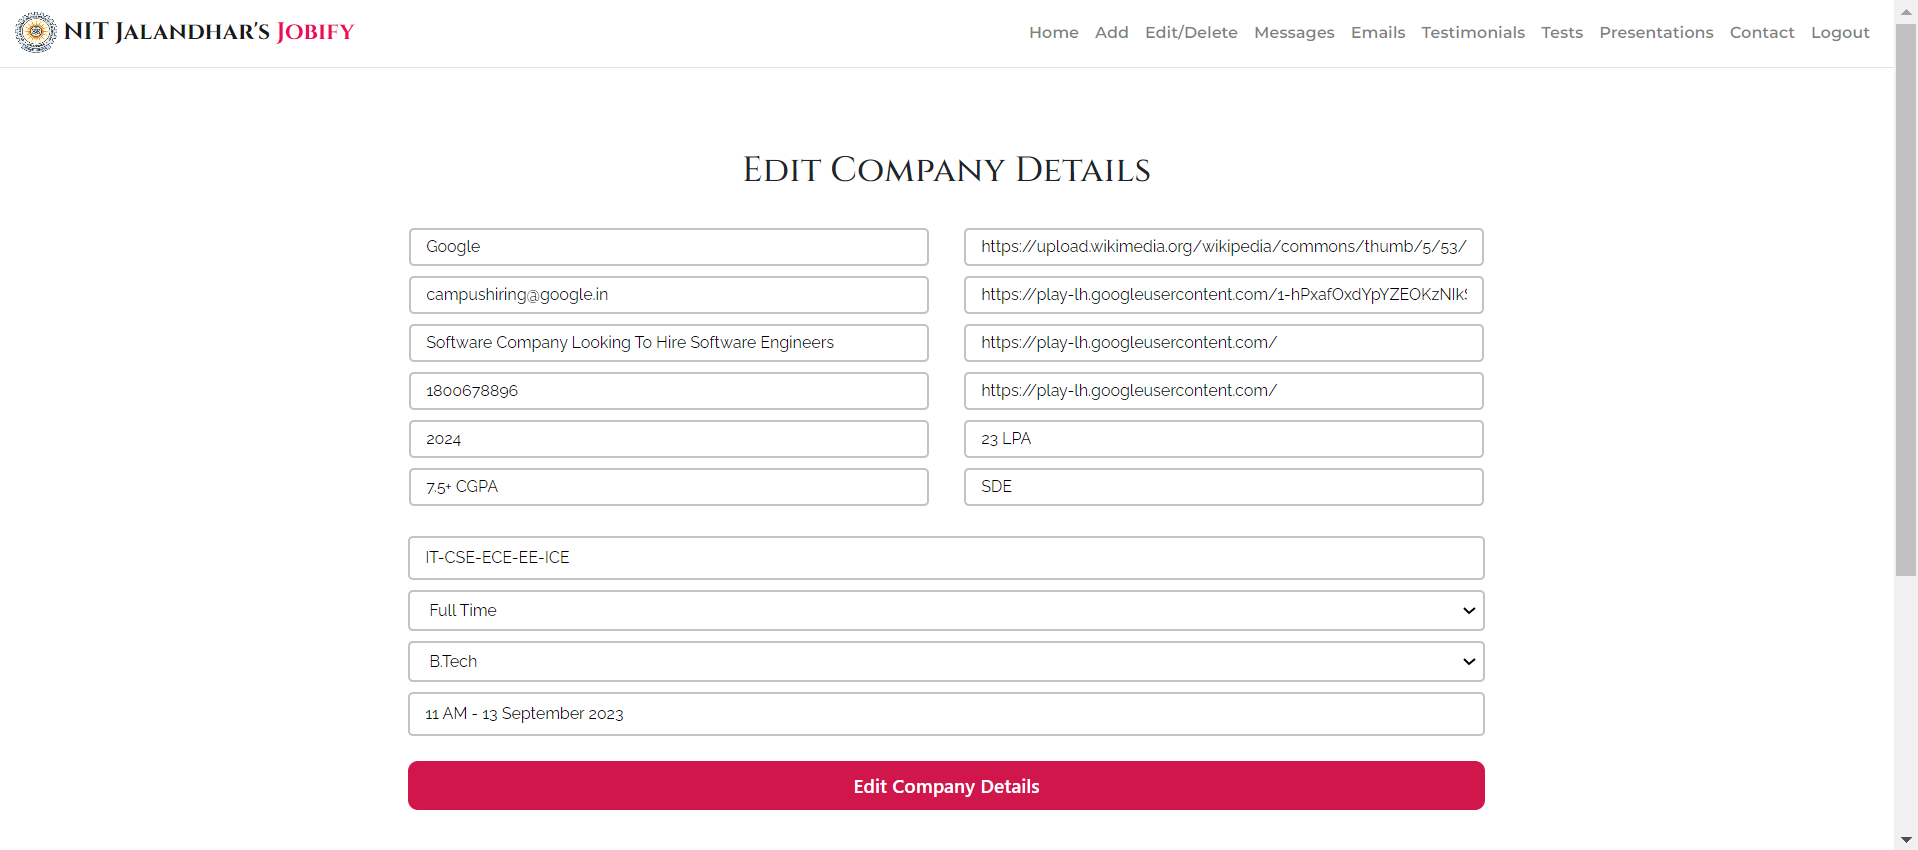 NIT Jalandhar's Jobify
Home Add Edit/Delete Messages Emails Testimonials Tests Presentations Contact Logout
Edit Company Details
Google
https://upload.wikimedia.org/wikipedia/commons/thumb/5/53/
campushiring@google.in
https://play-lh.googleusercontent.com/1-hPxafOxdYpYZEOKzNIkS
Software Company Looking To Hire Software Engineers
https://play-lh.googleusercontent.com/
1800678896
https://play-lh.googleusercontent.com/
2024
23 LPA
7.5+ CGPA
SDE
IT-CSE-ECE-EE-ICE
Full Time
B.Tech
11 AM - 13 September 2023
Edit Company Details